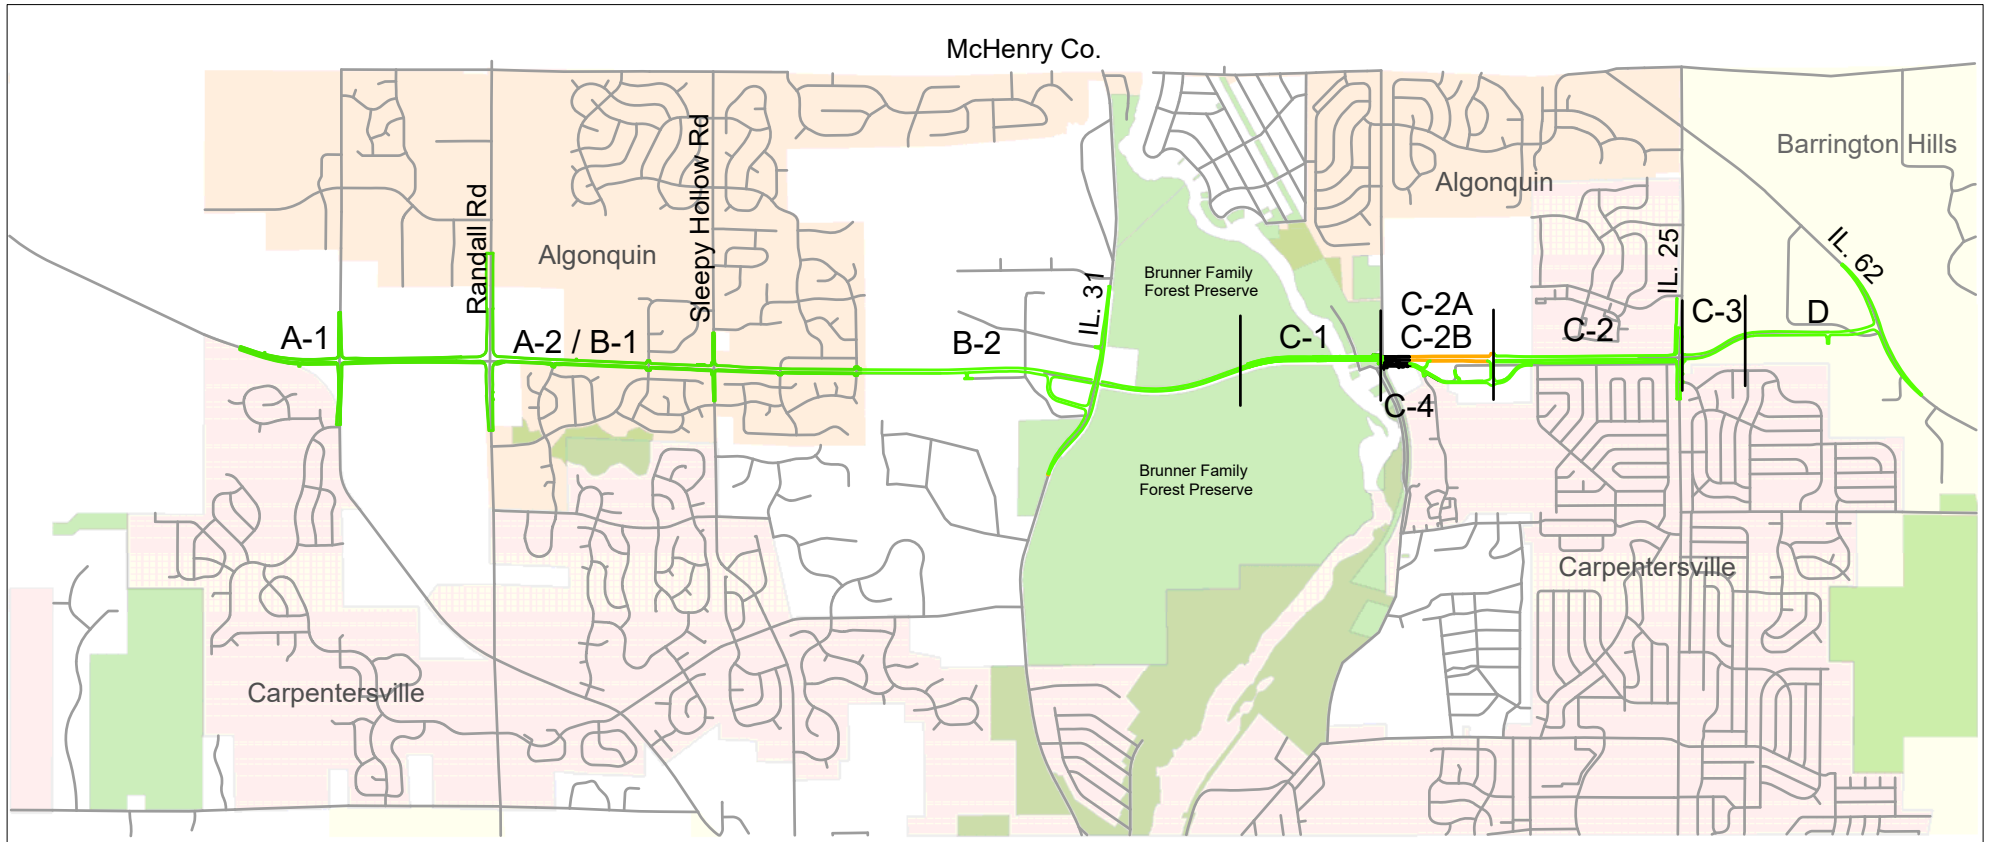 McHenry Co.
Barrington Hills
Algonquin
Randall Rd
Sleepy Hollow Rd
Algonquin
IL. 31
Brunner Family
Forest Preserve
IL. 25
IL. 62
A-1
A-2 / B-1
B-2
C-1
C-2A
C-2B
C-2
C-3
D
C-4
Brunner Family
Forest Preserve
Carpentersville
Carpentersville